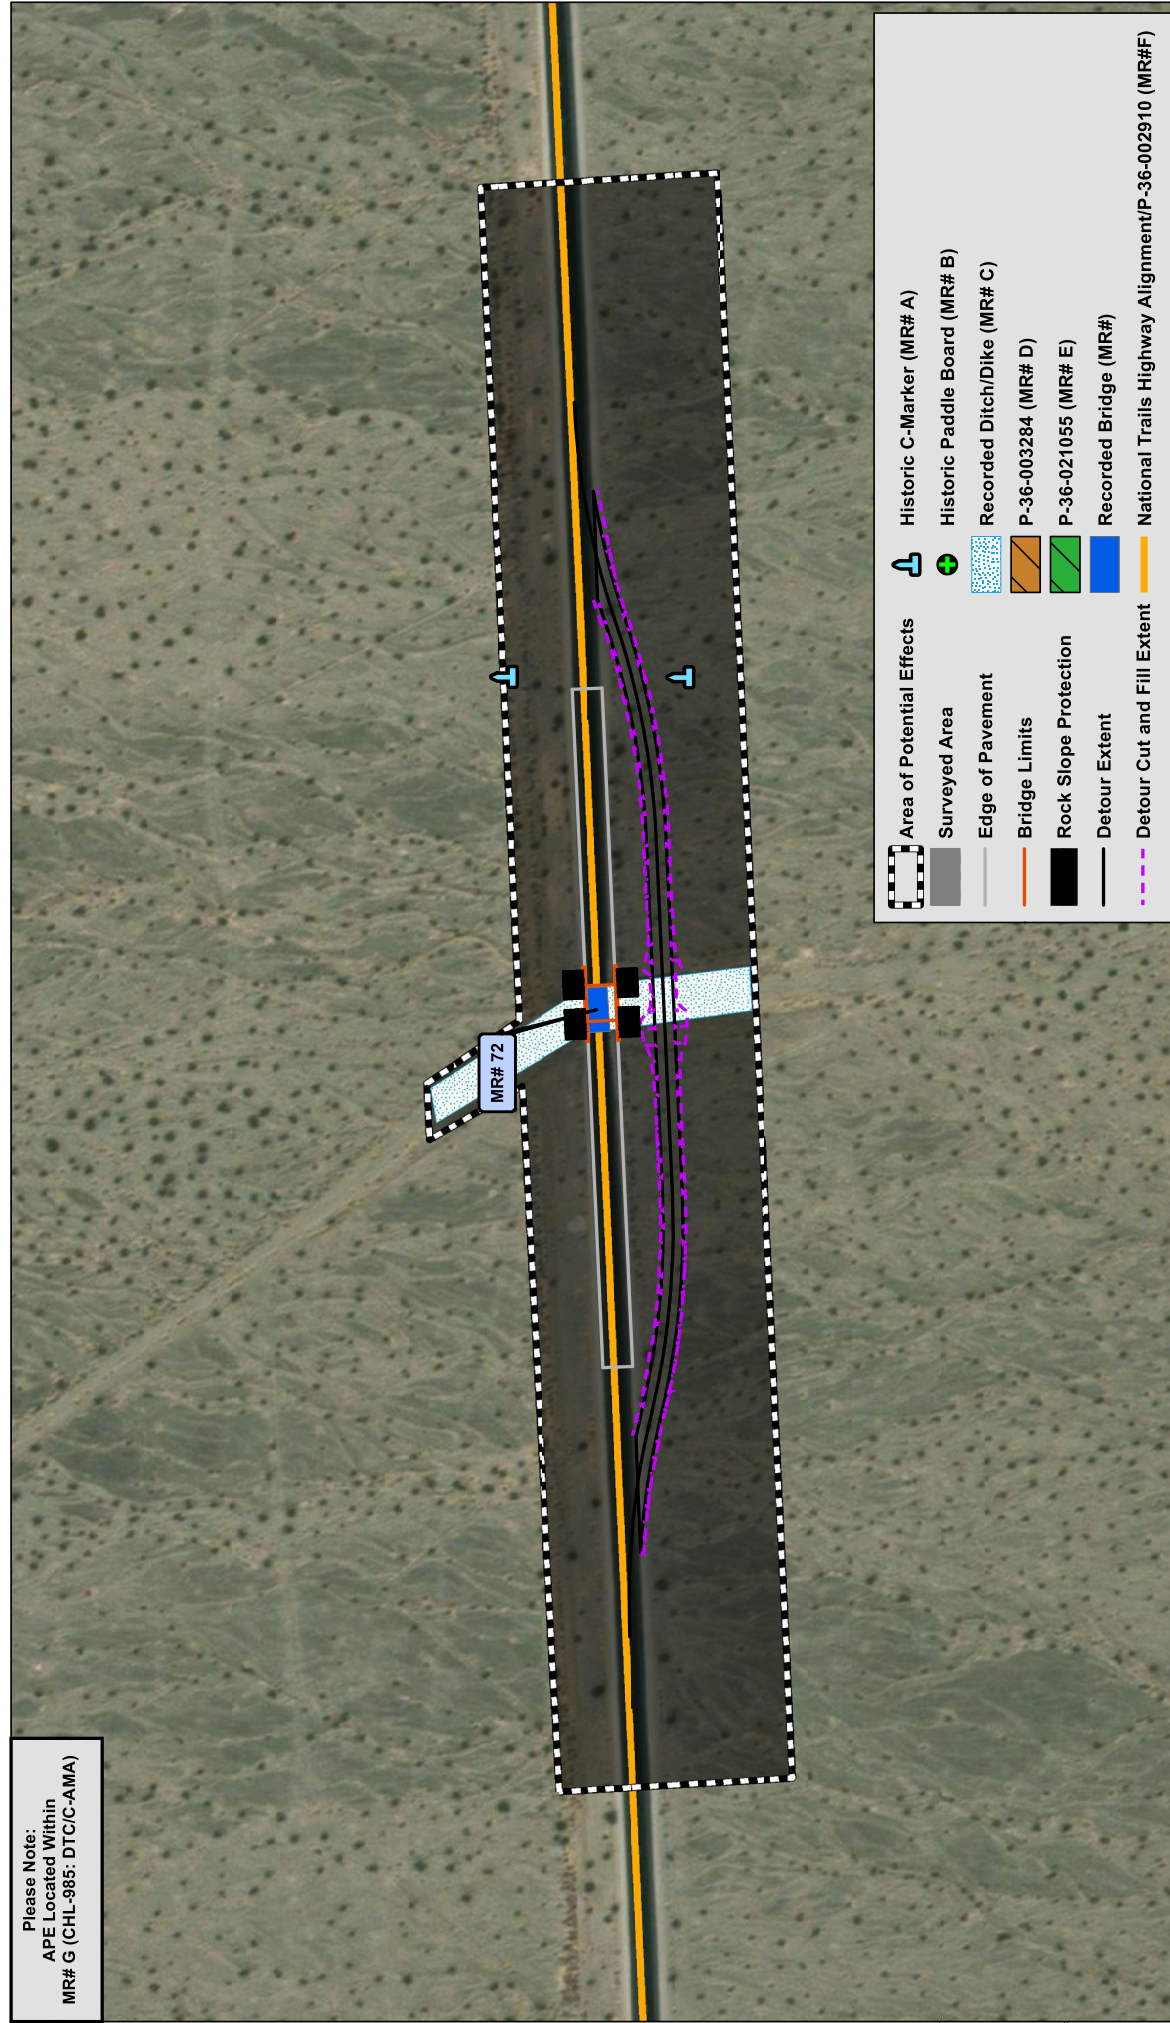 Please Note:
APE Located Within
MR# G (CHL-985: DTC/C-AMA)
MR# 72
Area of Potential Effects
Surveyed Area
Edge of Pavement
Bridge Limits
Rock Slope Protection
Detour Extent
Detour Cut and Fill Extent
Historic C-Marker (MR# A)
Historic Paddle Board (MR# B)
Recorded Ditch/Dike (MR# C)
P-36-003284 (MR# D)
P-36-021055 (MR# E)
Recorded Bridge (MR#)
National Trails Highway Alignment/P-36-002910 (MR#F)